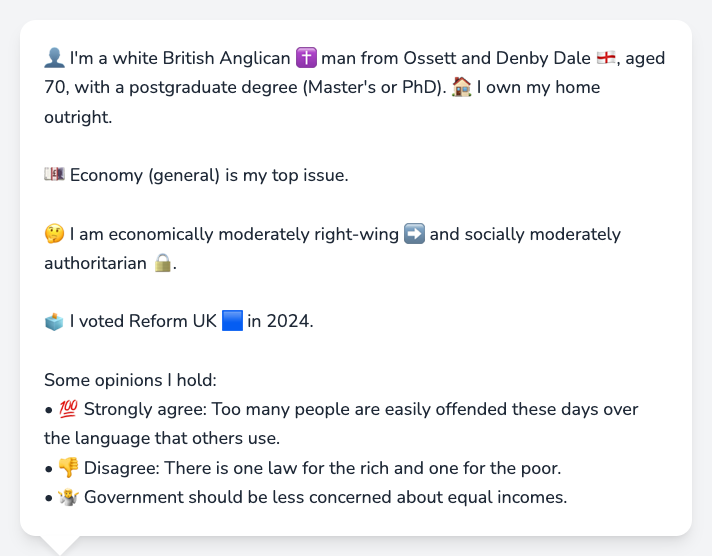 👤 I'm a white British Anglican ✝️ man from Ossett and Denby Dale 🏴󠁧󠁢󠁥󠁮󠁧󠁿, aged
70, with a postgraduate degree (Master's or PhD). 🏠 I own my home
outright.
💷 Economy (general) is my top issue.
🤔 I am economically moderately right-wing ➡️ and socially moderately
authoritarian 🔒.
🗳️ I voted Reform UK 🟦 in 2024.
Some opinions I hold:
• 💯 Strongly agree: Too many people are easily offended these days over
the language that others use.
• 👎 Disagree: There is one law for the rich and one for the poor.
• 🤷 Government should be less concerned about equal incomes.